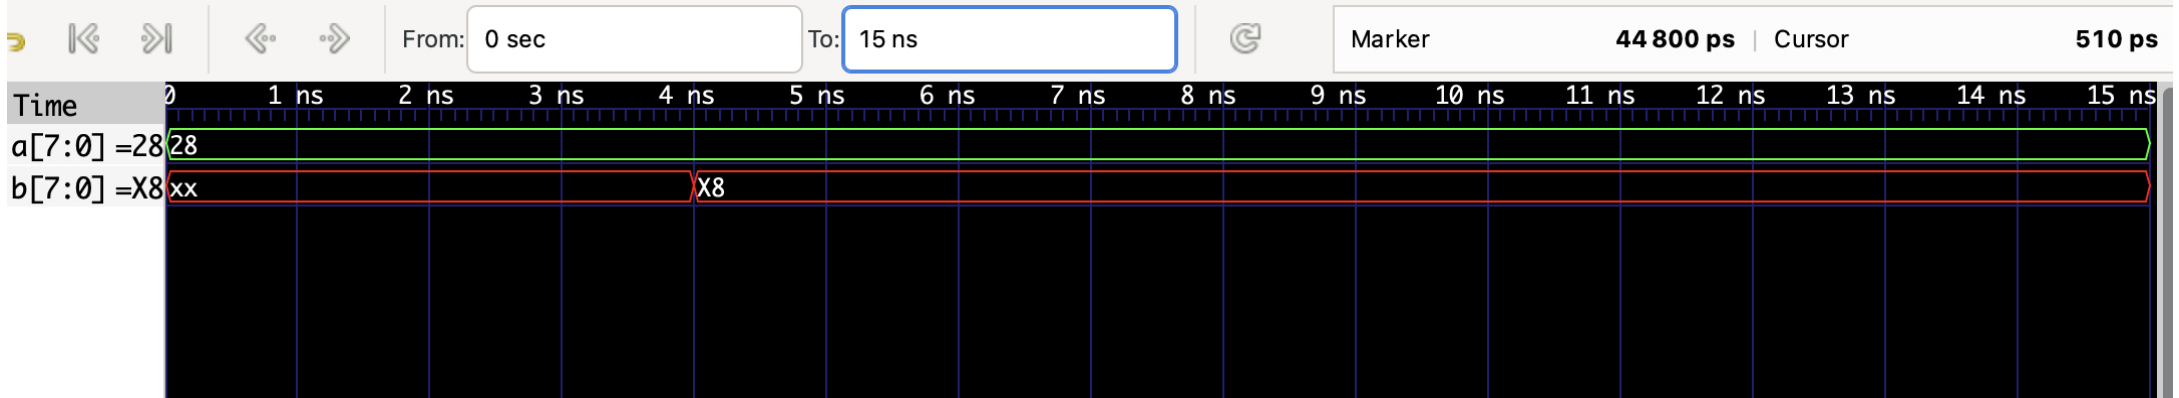 From: 0 sec To: 15 ns Marker 44 800 ps | Cursor 510 ps
Time 0 1 ns 2 ns 3 ns 4 ns 5 ns 6 ns 7 ns 8 ns 9 ns 10 ns 11 ns 12 ns 13 ns 14 ns 15 ns
a[7:0] =28 28
b[7:0] =X8 xx X8